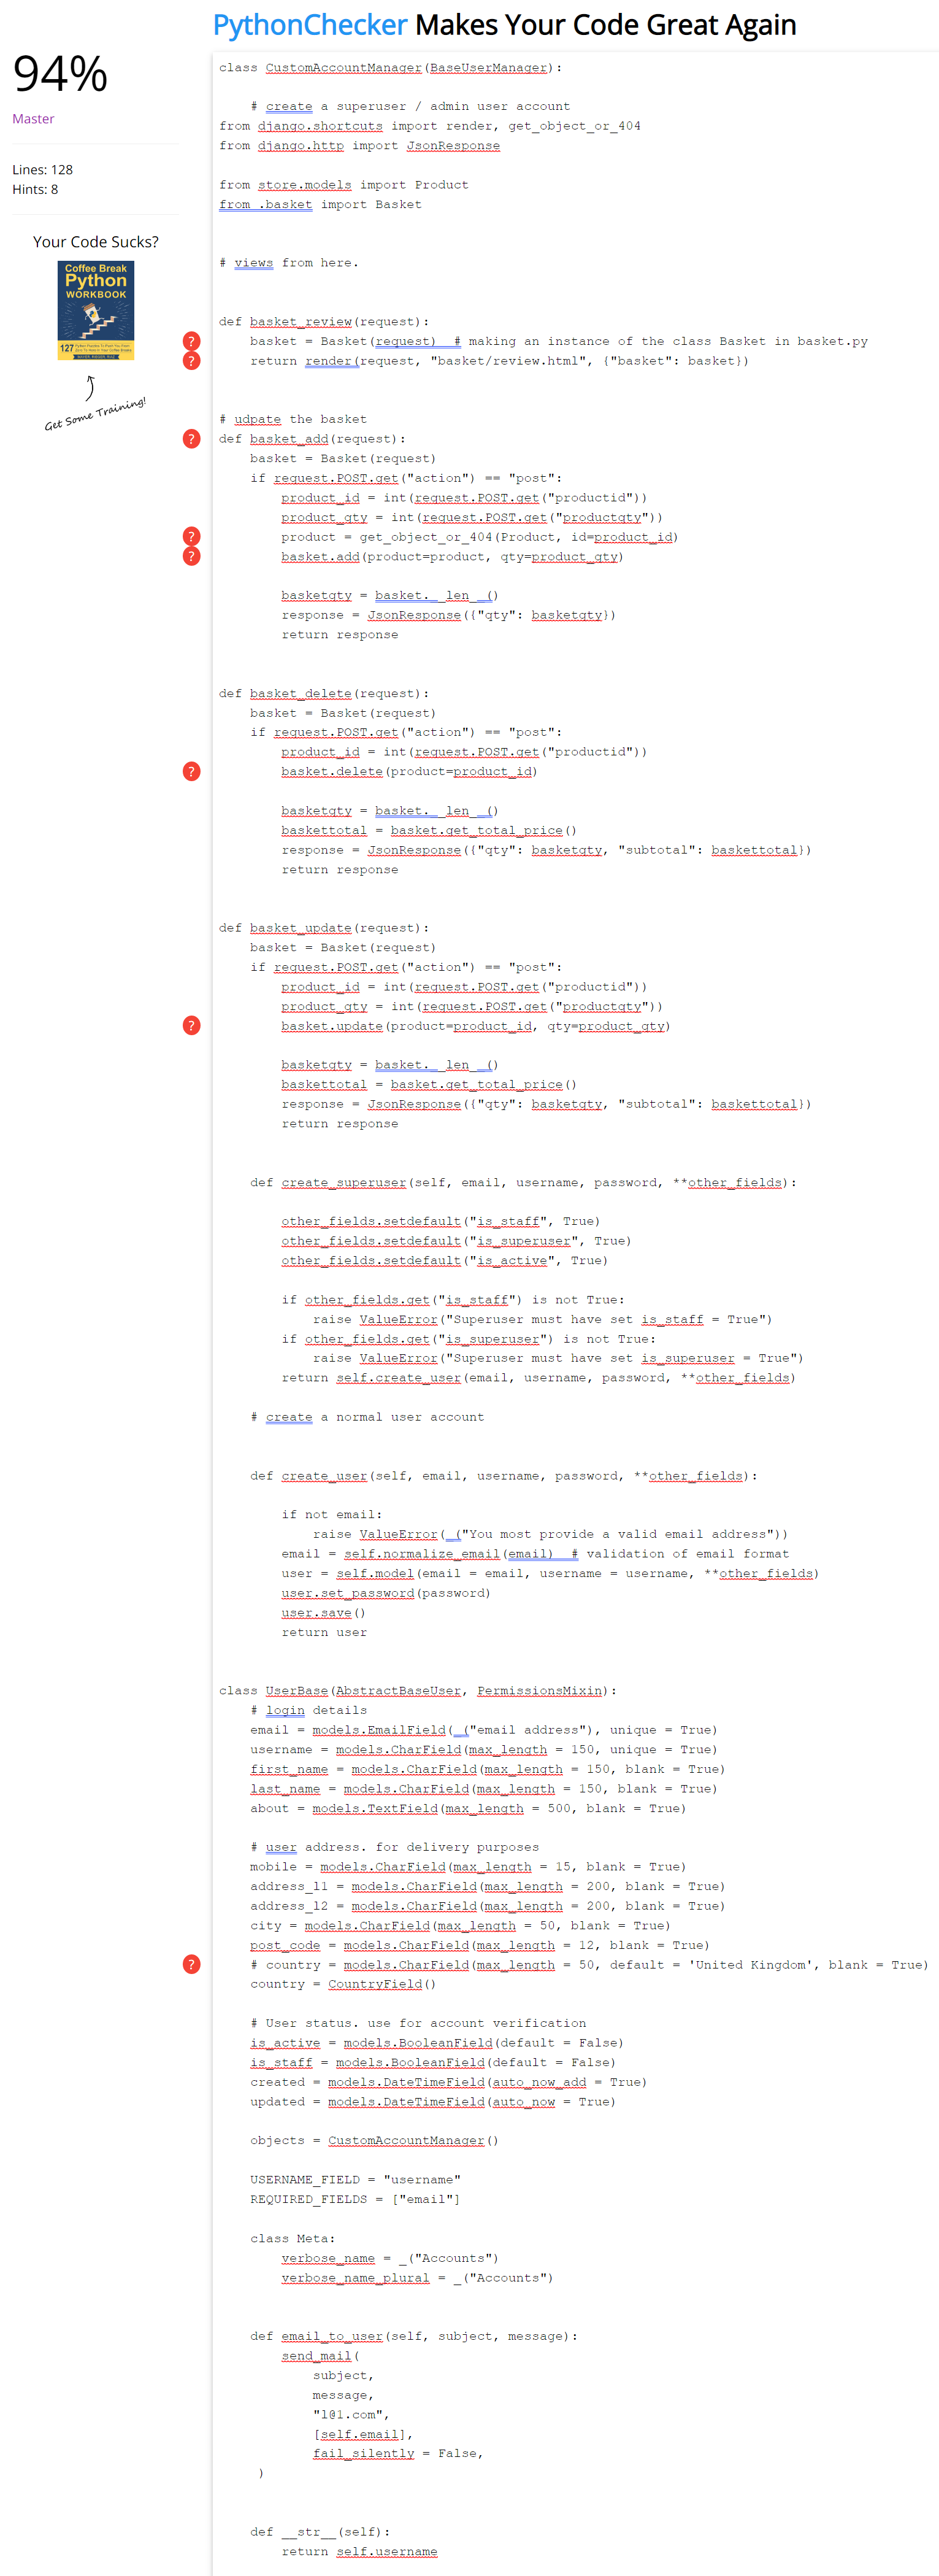 PythonChecker Makes Your Code Great Again
94%
Master
Lines: 128
Hints: 8
Your Code Sucks?
Coffee Break
Python
WORKBOOK
127
Get Some Training!
class CustomAccountManager(BaseUserManager):
    # create a superuser / admin user account
from django.shortcuts import render, get_object_or_404
from django.http import JsonResponse
from store.models import Product
from .basket import Basket
# views from here.
def basket_review(request):
?
    basket = Basket(request)  # making an instance of the class Basket in basket.py
?
    return render(request, "basket/review.html", {"basket": basket})
# udpate the basket
?
def basket_add(request):
    basket = Basket(request)
    if request.POST.get("action") == "post":
        product_id = int(request.POST.get("productid"))
        product_qty = int(request.POST.get("productqty"))
?
        product = get_object_or_404(Product, id=product_id)
?
        basket.add(product=product, qty=product_qty)
        basketqty = basket.__len__()
        response = JsonResponse({"qty": basketqty})
        return response
def basket_delete(request):
    basket = Basket(request)
    if request.POST.get("action") == "post":
        product_id = int(request.POST.get("productid"))
?
        basket.delete(product=product_id)
        basketqty = basket.__len__()
        baskettotal = basket.get_total_price()
        response = JsonResponse({"qty": basketqty, "subtotal": baskettotal})
        return response
def basket_update(request):
    basket = Basket(request)
    if request.POST.get("action") == "post":
        product_id = int(request.POST.get("productid"))
        product_qty = int(request.POST.get("productqty"))
?
        basket.update(product=product_id, qty=product_qty)
        basketqty = basket.__len__()
        baskettotal = basket.get_total_price()
        response = JsonResponse({"qty": basketqty, "subtotal": baskettotal})
        return response
    def create_superuser(self, email, username, password, **other_fields):
        other_fields.setdefault("is_staff", True)
        other_fields.setdefault("is_superuser", True)
        other_fields.setdefault("is_active", True)
        if other_fields.get("is_staff") is not True:
            raise ValueError("Superuser must have set is_staff = True")
        if other_fields.get("is_superuser") is not True:
            raise ValueError("Superuser must have set is_superuser = True")
        return self.create_user(email, username, password, **other_fields)
    # create a normal user account
    def create_user(self, email, username, password, **other_fields):
        if not email:
            raise ValueError(_("You most provide a valid email address"))
        email = self.normalize_email(email)  # validation of email format
        user = self.model(email = email, username = username, **other_fields)
        user.set_password(password)
        user.save()
        return user
class UserBase(AbstractBaseUser, PermissionsMixin):
    # login details
    email = models.EmailField(_("email address"), unique = True)
    username = models.CharField(max_length = 150, unique = True)
    first_name = models.CharField(max_length = 150, blank = True)
    last_name = models.CharField(max_length = 150, blank = True)
    about = models.TextField(max_length = 500, blank = True)
    # user address. for delivery purposes
    mobile = models.CharField(max_length = 15, blank = True)
    address_l1 = models.CharField(max_length = 200, blank = True)
    address_l2 = models.CharField(max_length = 200, blank = True)
    city = models.CharField(max_length = 50, blank = True)
    post_code = models.CharField(max_length = 12, blank = True)
?
    # country = models.CharField(max_length = 50, default = 'United Kingdom', blank = True)
    country = CountryField()
    # User status. use for account verification
    is_active = models.BooleanField(default = False)
    is_staff = models.BooleanField(default = False)
    created = models.DateTimeField(auto_now_add = True)
    updated = models.DateTimeField(auto_now = True)
    objects = CustomAccountManager()
    USERNAME_FIELD = "username"
    REQUIRED_FIELDS = ["email"]
    class Meta:
        verbose_name = _("Accounts")
        verbose_name_plural = _("Accounts")
    def email_to_user(self, subject, message):
        send_mail(
            subject,
            message,
            "l@1.com",
            [self.email],
            fail_silently = False,
     )
    def __str__(self):
        return self.username